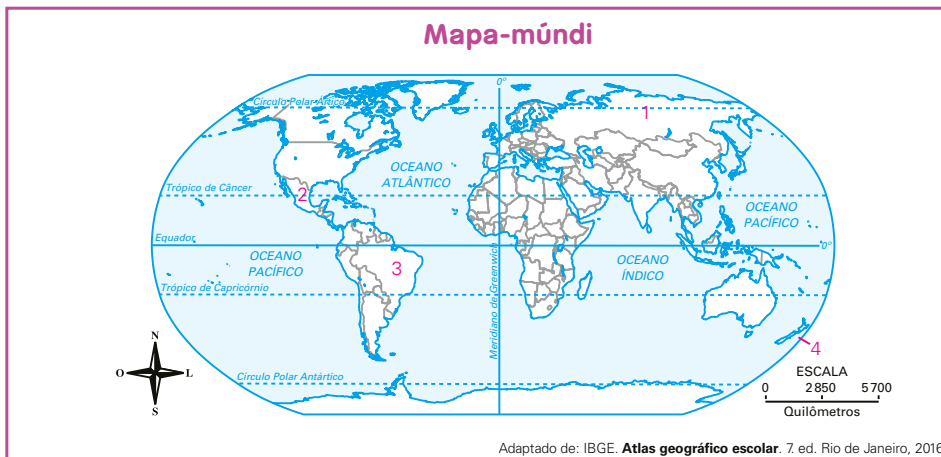 Mapa-múndi
0º
Círculo Polar Ártico
1
OCEANO
ATLÂNTICO
Trópico de Câncer
2
OCEANO
PACÍFICO
Equador
0º
OCEANO
PACÍFICO
3
OCEANO
ÍNDICO
Meridiano de Greenwich
Trópico de Capricórnio
4
N
O
L
S
Círculo Polar Antártico
ESCALA
0 2 850 5 700
Quilômetros
Adaptado de: IBGE. Atlas geográfico escolar. 7. ed. Rio de Janeiro, 2016